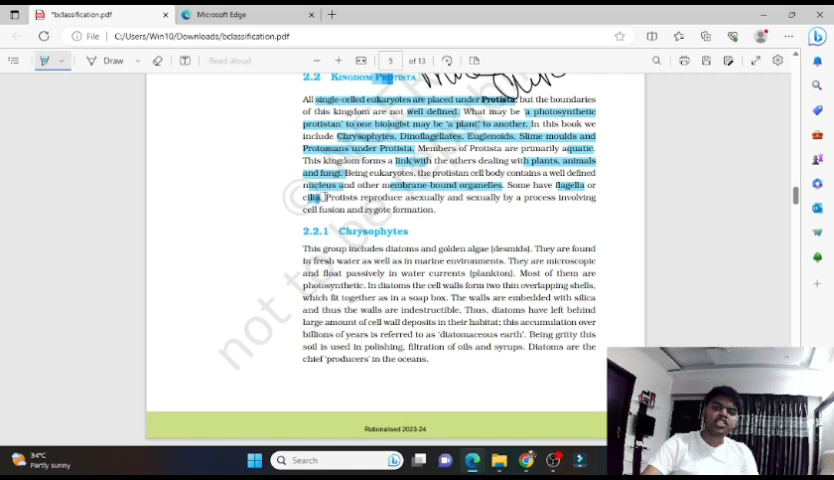 *bclassification.pdf
Microsoft Edge
File
C:/Users/Win10/Downloads/bclassification.pdf
Draw
Read aloud
5
of 13
2.2 KINGDOM PROTISTA
All single-celled eukaryotes are placed under Protista, but the boundaries
of this kingdom are not well defined. What may be 'a photosynthetic
protistan' to one biologist may be 'a plant' to another. In this book we
include Chrysophytes, Dinoflagellates, Euglenoids, Slime moulds and
Protozoans under Protista. Members of Protista are primarily aquatic.
This kingdom forms a link with the others dealing with plants, animals
and fungi. Being eukaryotes, the protistan cell body contains a well defined
nucleus and other membrane-bound organelles. Some have flagella or
cilia. Protists reproduce asexually and sexually by a process involving
cell fusion and zygote formation.
2.2.1 Chrysophytes
This group includes diatoms and golden algae (desmids). They are found
in fresh water as well as in marine environments. They are microscopic
and float passively in water currents (plankton). Most of them are
photosynthetic. In diatoms the cell walls form two thin overlapping shells,
which fit together as in a soap box. The walls are embedded with silica
and thus the walls are indestructible. Thus, diatoms have left behind
large amount of cell wall deposits in their habitat; this accumulation over
billions of years is referred to as 'diatomaceous earth'. Being gritty this
soil is used in polishing, filtration of oils and syrups. Diatoms are the
chief 'producers' in the oceans.
not to be
Rationalised 2023-24
34°C
Partly sunny
Search